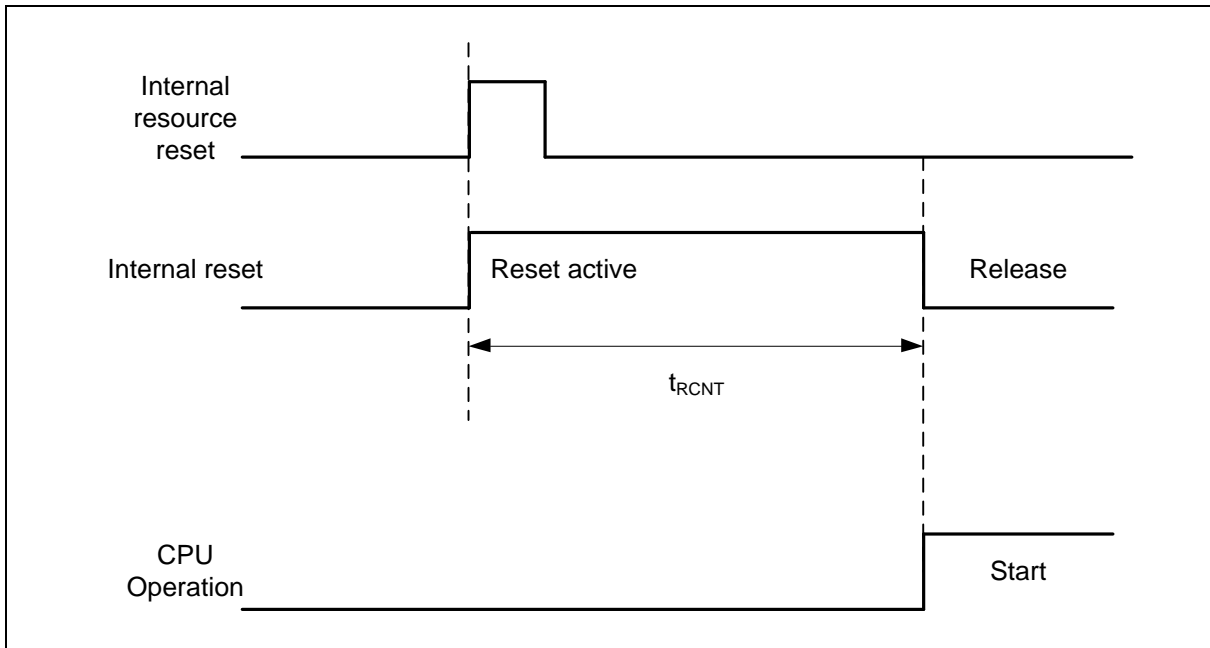 Internal
resource
reset
Internal reset
Reset active
Release
tRCNT
CPU
Operation
Start